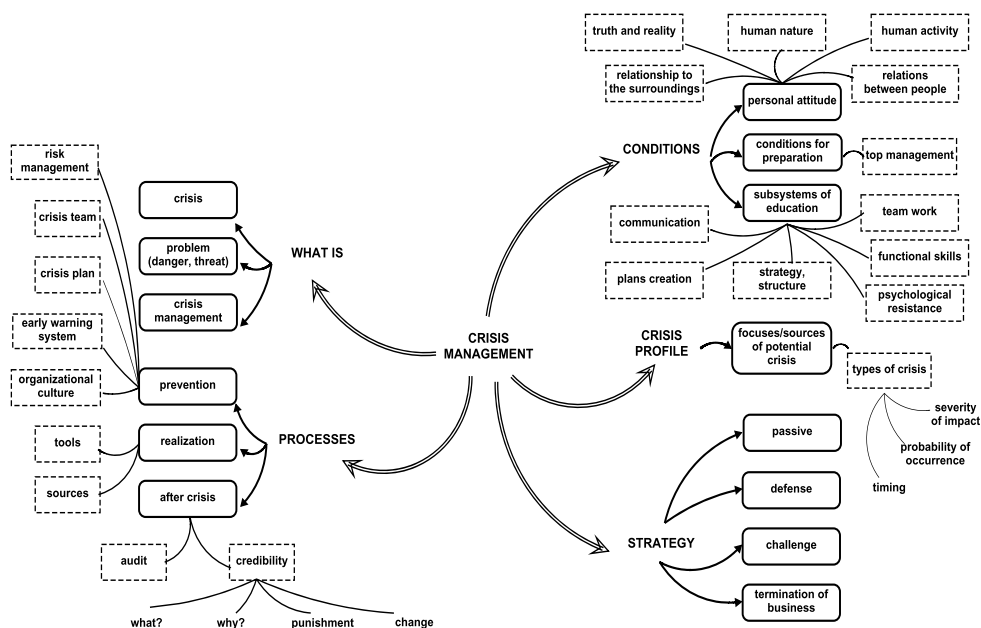 truth and reality
human nature
human activity
relationship to
the surroundings
relations
between people
personal attitude
CONDITIONS
conditions for
preparation
top management
subsystems of
education
communication
team work
plans creation
strategy,
structure
functional skills
psychological
resistance
risk
management
crisis team
crisis plan
early warning
system
organizational
culture
tools
sources
crisis
problem
(danger, threat)
crisis
management
WHAT IS
prevention
realization
after crisis
PROCESSES
audit
credibility
what?
why?
punishment
change
CRISIS
MANAGEMENT
CRISIS
PROFILE
focuses/sources
of potential
crisis
types of crisis
severity
of impact
probability of
occurrence
timing
STRATEGY
passive
defense
challenge
termination of
business